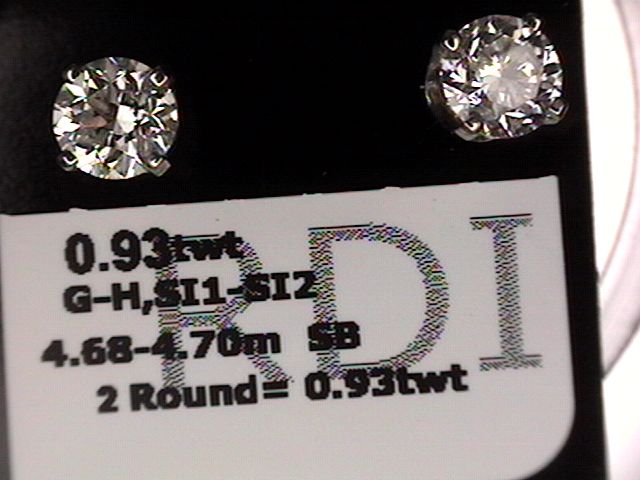 RDI
0.93twt
G-H,SI1-SI2
4.68-4.70m SB
2 Round= 0.93twt